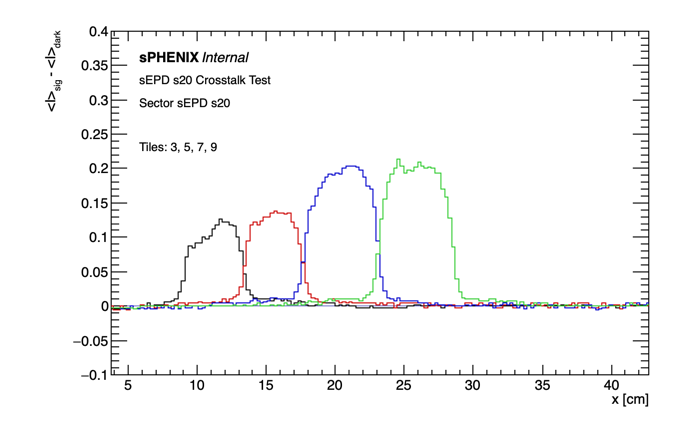 <I>sig - <I>dark
0.4
0.35
0.3
0.25
0.2
0.15
0.1
0.05
0
−0.05
−0.1
sPHENIX Internal
sEPD s20 Crosstalk Test
Sector sEPD s20
Tiles: 3, 5, 7, 9
5 10 15 20 25 30 35 40
x [cm]